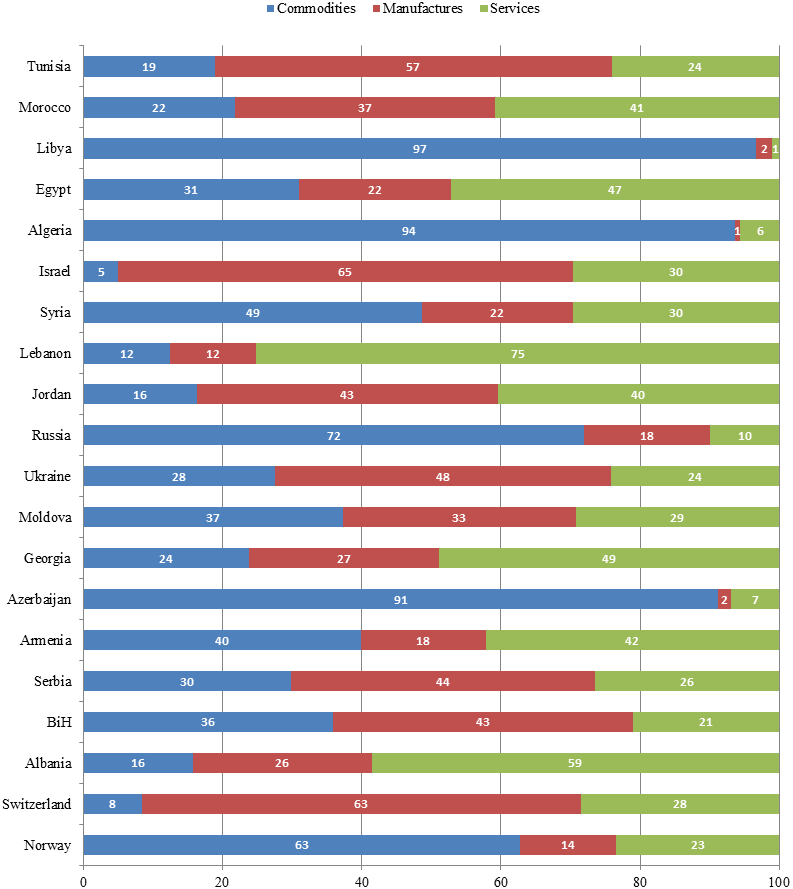 Commodities Manufactures Services
Tunisia 19 57 24
Morocco 22 37 41
Libya 97 2 1
Egypt 31 22 47
Algeria 94 1 6
Israel 5 65 30
Syria 49 22 30
Lebanon 12 12 75
Jordan 16 43 40
Russia 72 18 10
Ukraine 28 48 24
Moldova 37 33 29
Georgia 24 27 49
Azerbaijan 91 2 7
Armenia 40 18 42
Serbia 30 44 26
BiH 36 43 21
Albania 16 26 59
Switzerland 8 63 28
Norway 63 14 23
0 20 40 60 80 100